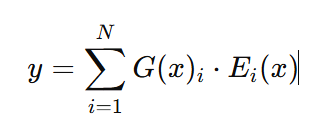 y = \sum_{i=1}^{N} G(x)_i \cdot E_i(x)